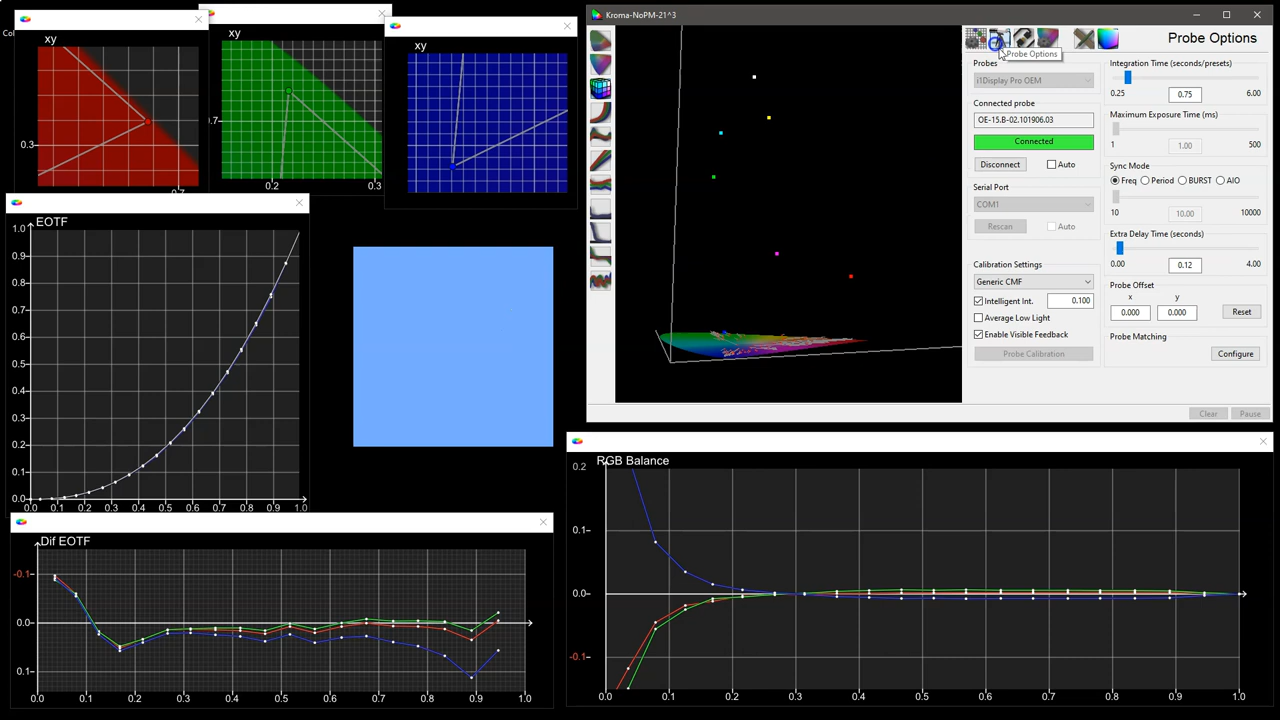 Co
xy
0.3
0.7
xy
0.7
0.2
0.3
xy
EOTF
1.0
0.9
0.8
0.7
0.6
0.5
0.4
0.3
0.2
0.1
0.0
0.0 0.1 0.2 0.3 0.4 0.5 0.6 0.7 0.8 0.9 1.0
Dif EOTF
-0.1
0.0
0.1
0.0 0.1 0.2 0.3 0.4 0.5 0.6 0.7 0.8 1.0
Kroma-NoPM-21^3
Probe Options
Probe Options
Probes
i1Display Pro OEM
Connected probe
OE-15.B-02.101906.03
Connected
Disconnect
Auto
Serial Port
COM1
Rescan
Auto
Calibration Settings
Generic CMF
Intelligent Int.
0.100
Average Low Light
Enable Visible Feedback
Probe Calibration
Integration Time (seconds/presets)
0.25
0.75
6.00
Maximum Exposure Time (ms)
1
1.00
500
Sync Mode
Freq Period BURST AIO
10
10.00
10000
Extra Delay Time (seconds)
0.00
0.12
4.00
Probe Offset
x y
0.000
0.000
Reset
Probe Matching
Configure
Clear
Pause
RGB Balance
0.2
0.1
0.0
-0.1
0.0 0.1 0.2 0.3 0.4 0.5 0.6 0.7 0.8 0.9 1.0